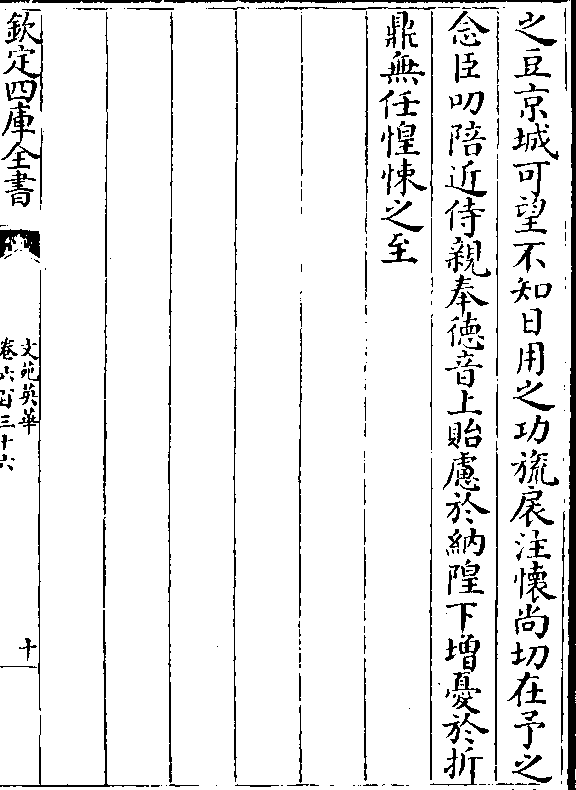 之豆京城可望不知日用之功旒扆注懷尚切在予之
念臣叨陪近侍親奉徳音上貽慮於納隍下增憂於折
鼎無任惶悚之至
欽定四庫全書
文苑英華
卷六百三十六
十